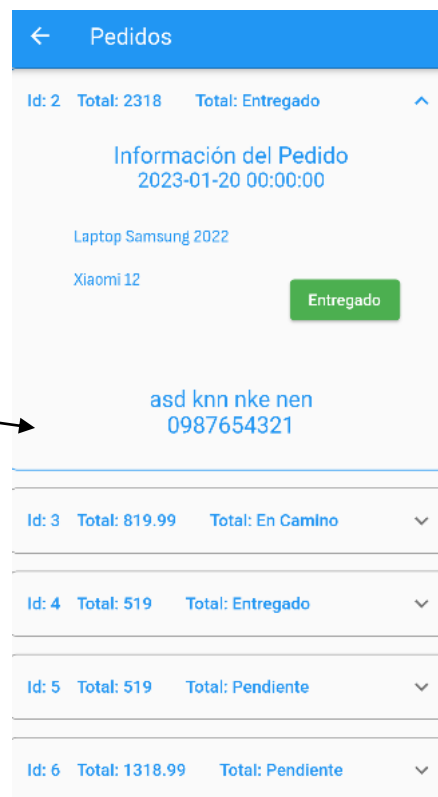 Pedidos
Id: 2 Total: 2318 Total: Entregado
Información del Pedido
2023-01-20 00:00:00
Laptop Samsung 2022
Xiaomi 12
Entregado
asd knn nke nen
0987654321
Id: 3 Total: 819.99 Total: En Camino
Id: 4 Total: 519 Total: Entregado
Id: 5 Total: 519 Total: Pendiente
Id: 6 Total: 1318.99 Total: Pendiente